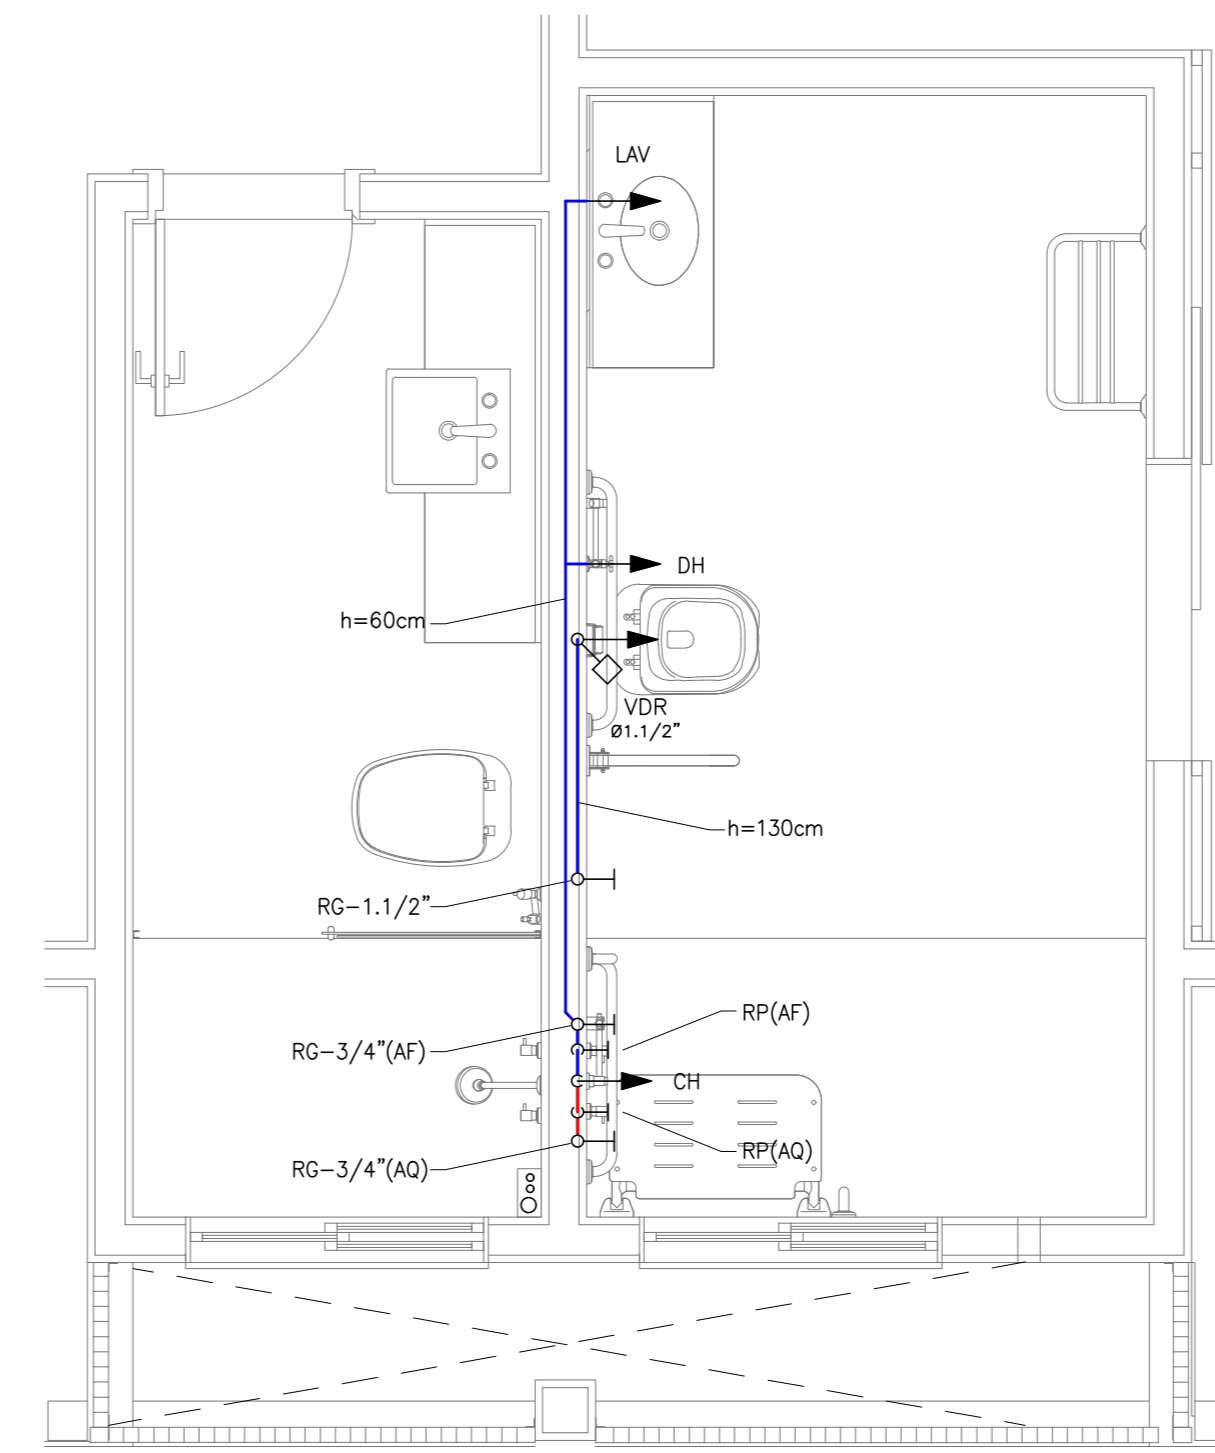 LAV
DH
h=60cm
VDR
Ø1.1/2”
h=130cm
RG-1.1/2”
RP(AF)
RG-3/4”(AF)
CH
RP(AQ)
RG-3/4”(AQ)